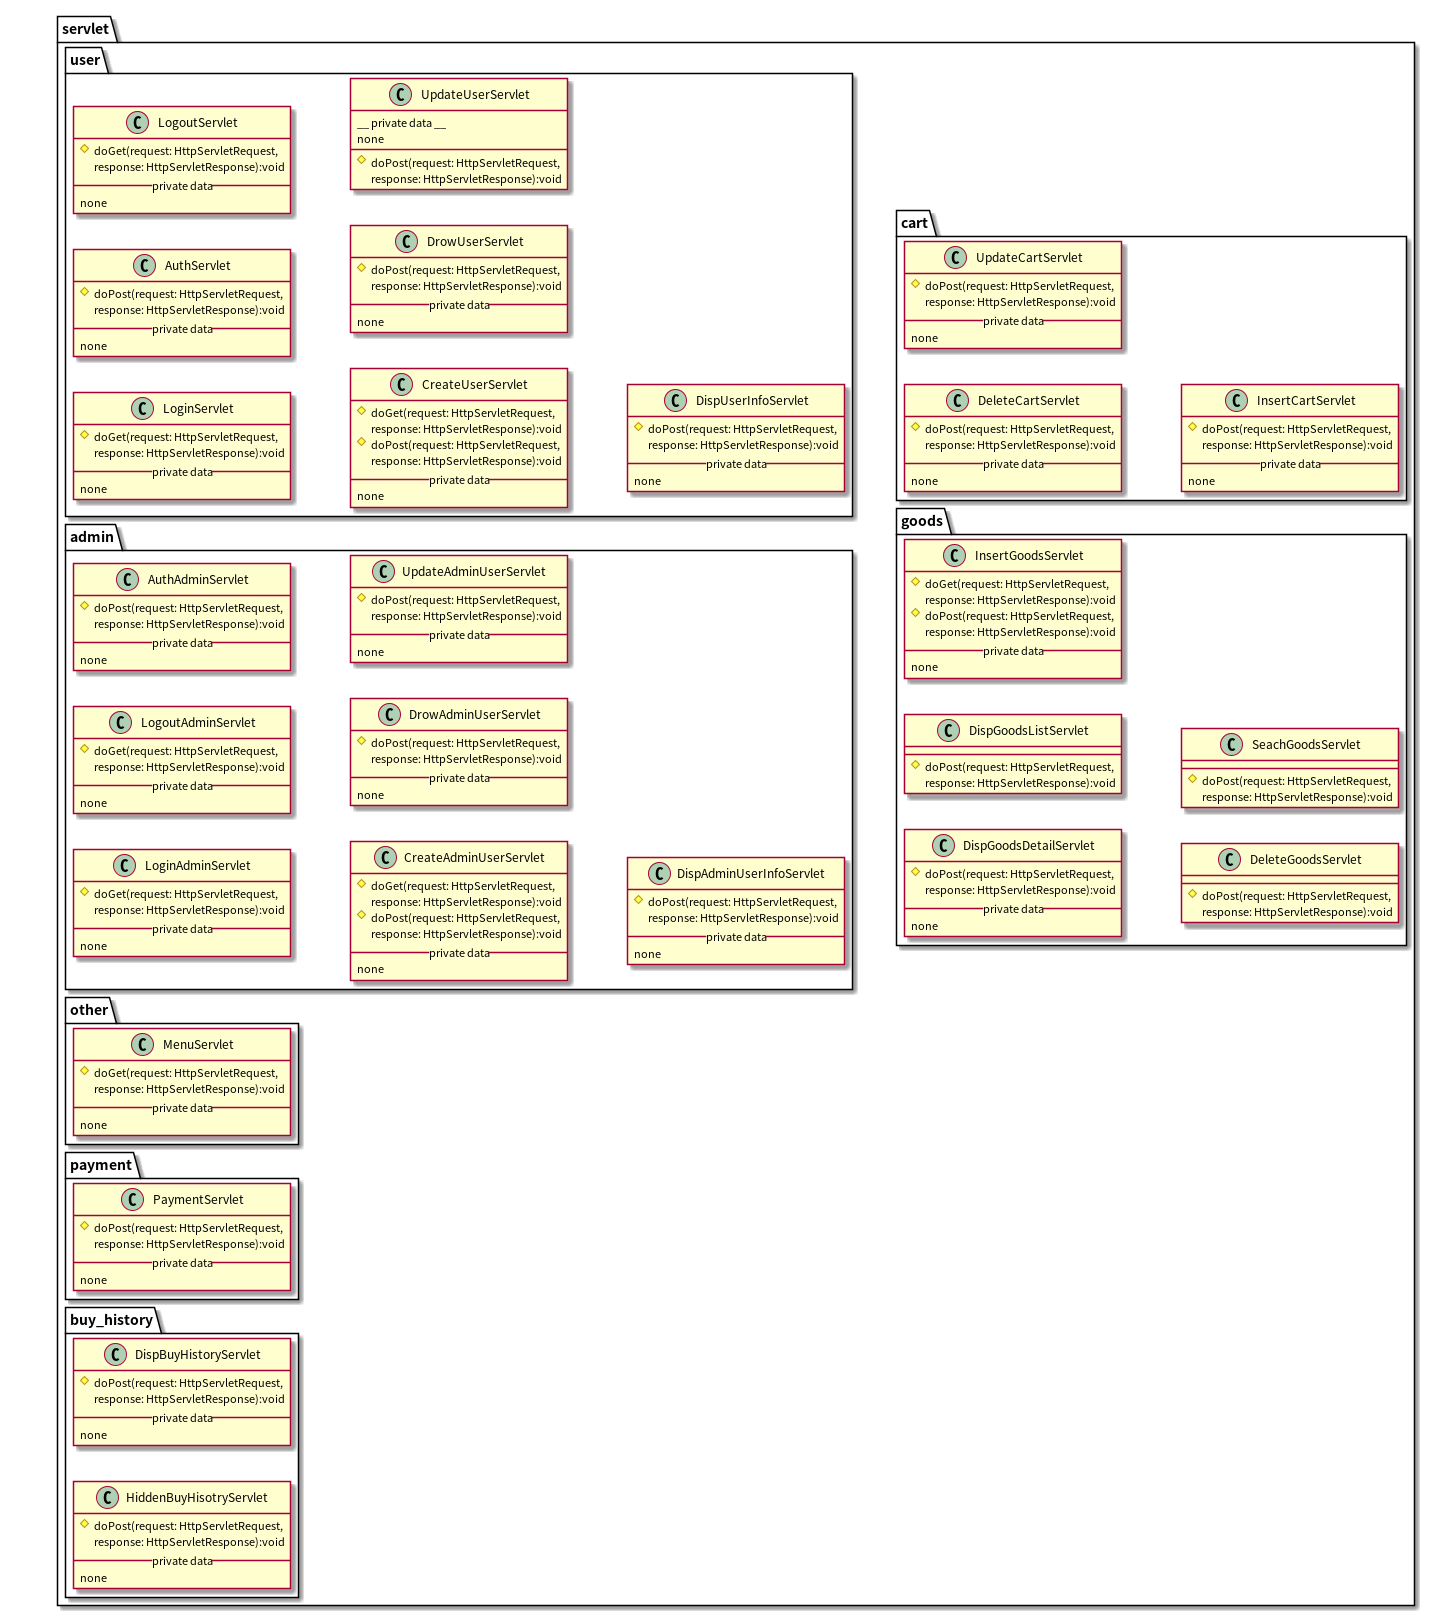 servlet
user
C LogoutServlet
doGet(request: HttpServletRequest,
response: HttpServletResponse):void
private data
none
C AuthServlet
doPost(request: HttpServletRequest,
response: HttpServletResponse):void
private data
none
C LoginServlet
doGet(request: HttpServletRequest,
response: HttpServletResponse):void
private data
none
C UpdateUserServlet
__ private data __
none
doPost(request: HttpServletRequest,
response: HttpServletResponse):void
C DrowUserServlet
doPost(request: HttpServletRequest,
response: HttpServletResponse):void
private data
none
C CreateUserServlet
doGet(request: HttpServletRequest,
response: HttpServletResponse):void
doPost(request: HttpServletRequest,
response: HttpServletResponse):void
private data
none
C DispUserInfoServlet
doPost(request: HttpServletRequest,
response: HttpServletResponse):void
private data
none
cart
C UpdateCartServlet
doPost(request: HttpServletRequest,
response: HttpServletResponse):void
private data
none
C DeleteCartServlet
doPost(request: HttpServletRequest,
response: HttpServletResponse):void
private data
none
C InsertCartServlet
doPost(request: HttpServletRequest,
response: HttpServletResponse):void
private data
none
admin
C AuthAdminServlet
doPost(request: HttpServletRequest,
response: HttpServletResponse):void
private data
none
C LogoutAdminServlet
doGet(request: HttpServletRequest,
response: HttpServletResponse):void
private data
none
C LoginAdminServlet
doGet(request: HttpServletRequest,
response: HttpServletResponse):void
private data
none
C UpdateAdminUserServlet
doPost(request: HttpServletRequest,
response: HttpServletResponse):void
private data
none
C DrowAdminUserServlet
doPost(request: HttpServletRequest,
response: HttpServletResponse):void
private data
none
C CreateAdminUserServlet
doGet(request: HttpServletRequest,
response: HttpServletResponse):void
doPost(request: HttpServletRequest,
response: HttpServletResponse):void
private data
none
C DispAdminUserInfoServlet
doPost(request: HttpServletRequest,
response: HttpServletResponse):void
private data
none
goods
C InsertGoodsServlet
doGet(request: HttpServletRequest,
response: HttpServletResponse):void
doPost(request: HttpServletRequest,
response: HttpServletResponse):void
private data
none
C DispGoodsListServlet
doPost(request: HttpServletRequest,
response: HttpServletResponse):void
C SeachGoodsServlet
doPost(request: HttpServletRequest,
response: HttpServletResponse):void
C DispGoodsDetailServlet
doPost(request: HttpServletRequest,
response: HttpServletResponse):void
private data
none
C DeleteGoodsServlet
doPost(request: HttpServletRequest,
response: HttpServletResponse):void
other
C MenuServlet
doGet(request: HttpServletRequest,
response: HttpServletResponse):void
private data
none
payment
C PaymentServlet
doPost(request: HttpServletRequest,
response: HttpServletResponse):void
private data
none
buy_history
C DispBuyHistoryServlet
doPost(request: HttpServletRequest,
response: HttpServletResponse):void
private data
none
C HiddenBuyHisotryServlet
doPost(request: HttpServletRequest,
response: HttpServletResponse):void
private data
none